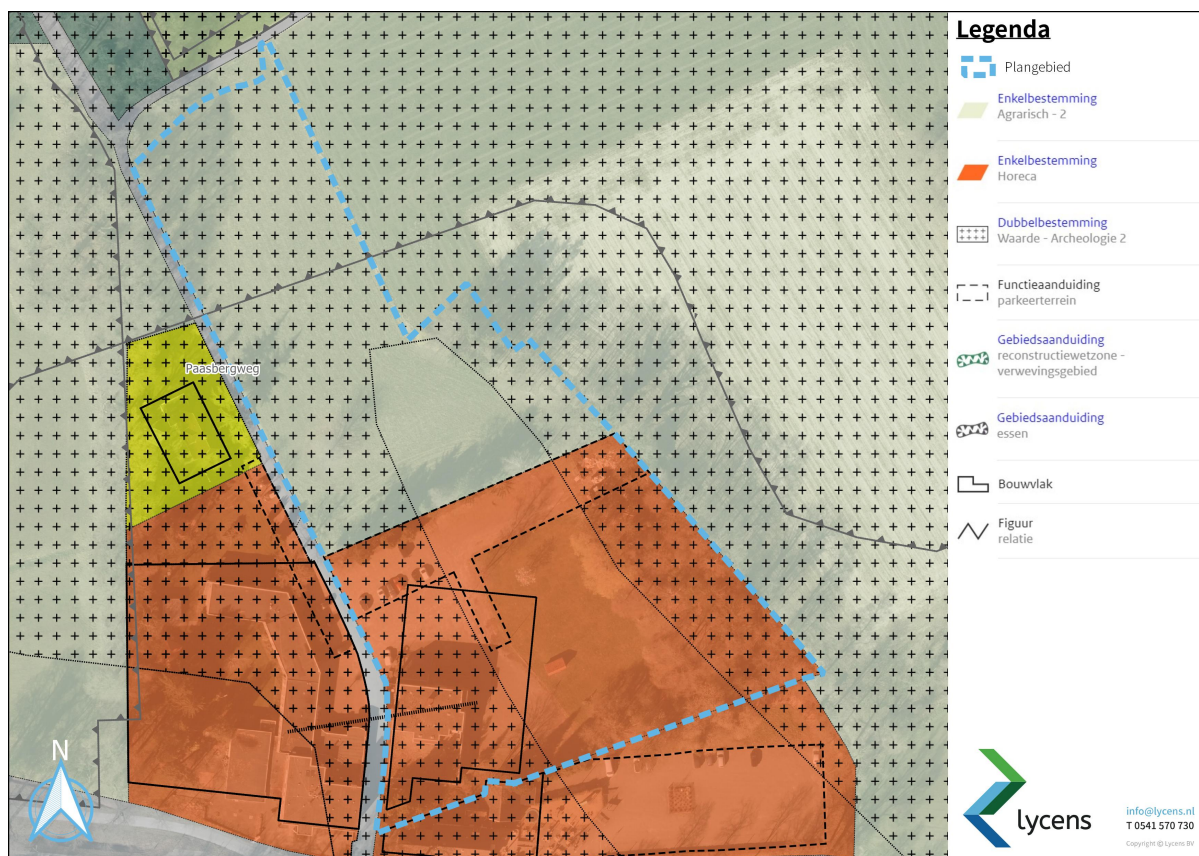 Paasbergweg
N
Legenda
Plangebied
Enkelbestemming
Agrarisch - 2
Enkelbestemming
Horeca
Dubbelbestemming
Waarde - Archeologie 2
Functieaanduiding
parkeerterrein
Gebiedsaanduiding
reconstructiewetzone -
verwevingsgebied
Gebiedsaanduiding
essen
Bouwvlak
Figuur
relatie
lycens
info@lycens.nl
T 0541 570 730
Copyright © Lycens BV